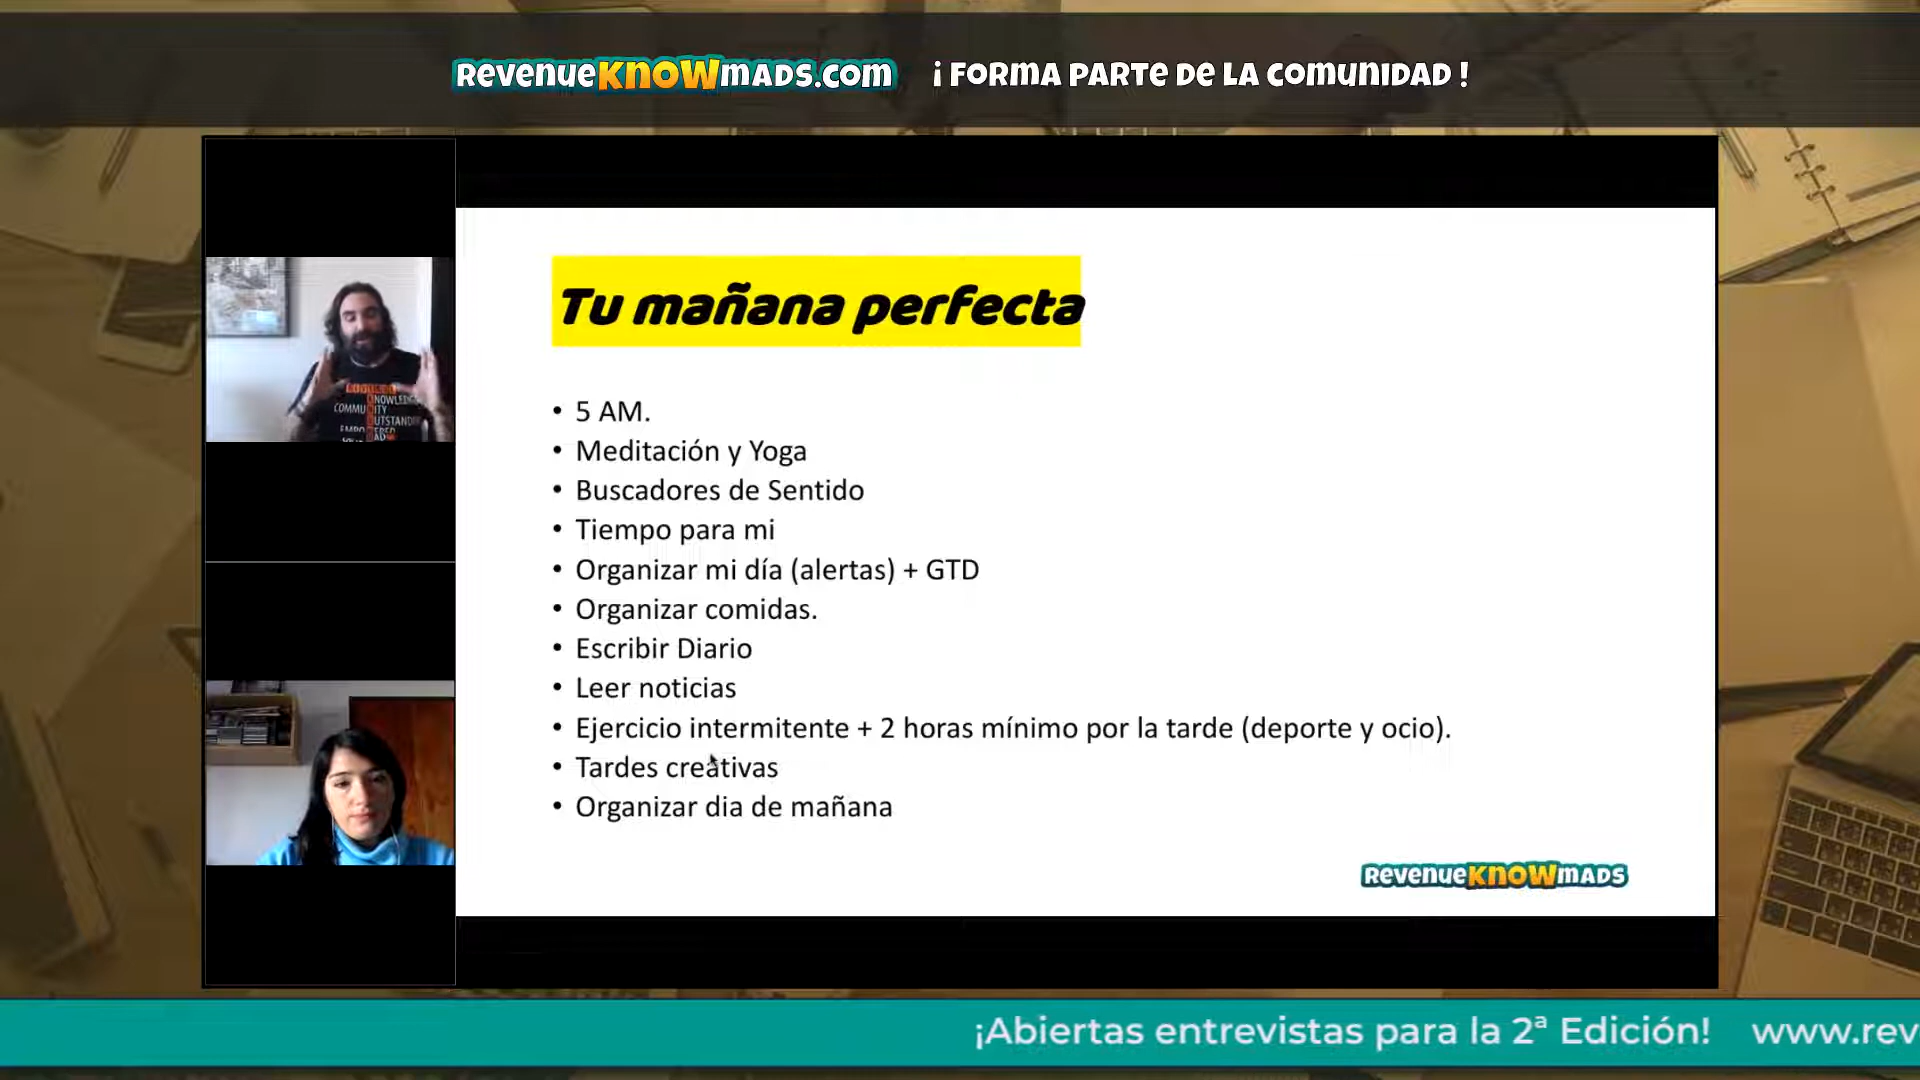 RevenueKNOWmads.com ¡ FORMA PARTE DE LA COMUNIDAD !
Tu mañana perfecta
• 5 AM.
• Meditación y Yoga
• Buscadores de Sentido
• Tiempo para mi
• Organizar mi día (alertas) + GTD
• Organizar comidas.
• Escribir Diario
• Leer noticias
• Ejercicio intermitente + 2 horas mínimo por la tarde (deporte y ocio).
• Tardes creativas
• Organizar dia de mañana
RevenueKNOWmads
¡Abiertas entrevistas para la 2ª Edición! www.rev